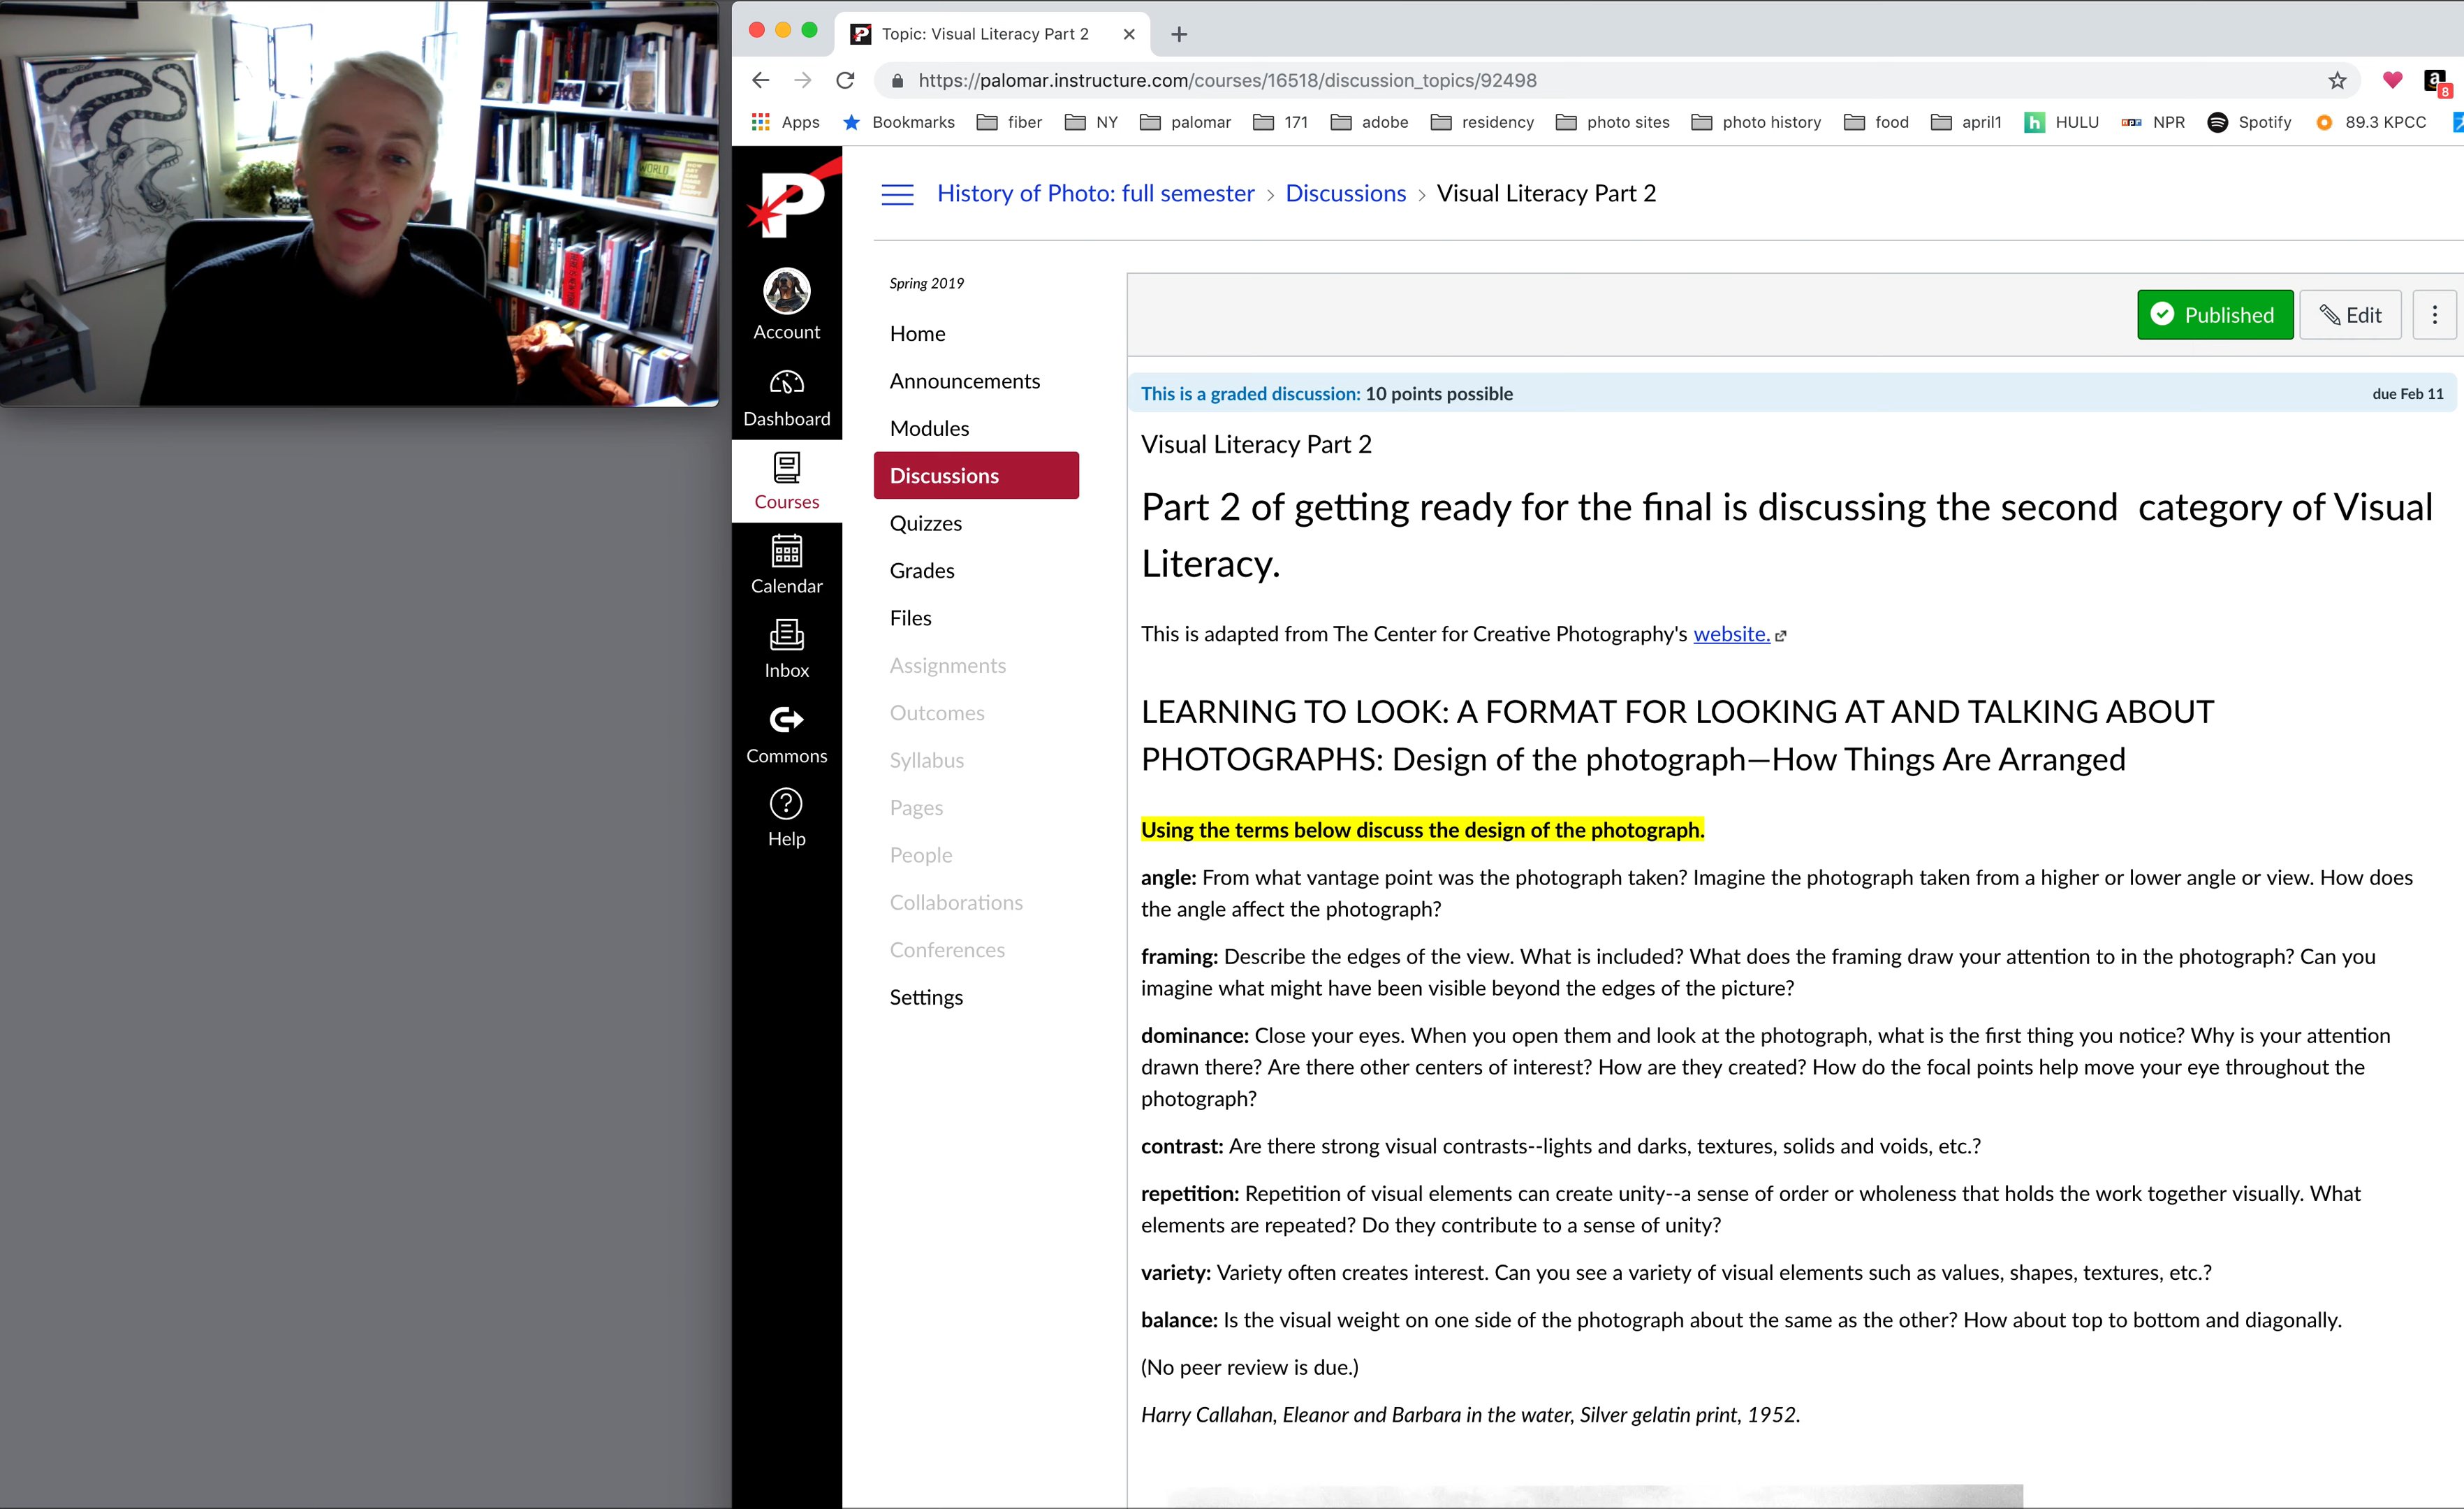 WORLD
Topic: Visual Literacy Part 2
https://palomar.instructure.com/courses/16518/discussion_topics/92498
a
8
Apps Bookmarks fiber NY palomar 171 adobe residency photo sites photo history food april1 h HULU npr NPR Spotify 89.3 KPCC
P
History of Photo: full semester > Discussions > Visual Literacy Part 2
Account
Dashboard
Courses
Calendar
Inbox
Commons
Help
Spring 2019
Home
Announcements
Modules
Discussions
Quizzes
Grades
Files
Assignments
Outcomes
Syllabus
Pages
People
Collaborations
Conferences
Settings
Published Edit
This is a graded discussion: 10 points possible due Feb 11
Visual Literacy Part 2
Part 2 of getting ready for the final is discussing the second category of Visual
Literacy.
This is adapted from The Center for Creative Photography's website.
LEARNING TO LOOK: A FORMAT FOR LOOKING AT AND TALKING ABOUT
PHOTOGRAPHS: Design of the photograph—How Things Are Arranged
Using the terms below discuss the design of the photograph.
angle: From what vantage point was the photograph taken? Imagine the photograph taken from a higher or lower angle or view. How does
the angle affect the photograph?
framing: Describe the edges of the view. What is included? What does the framing draw your attention to in the photograph? Can you
imagine what might have been visible beyond the edges of the picture?
dominance: Close your eyes. When you open them and look at the photograph, what is the first thing you notice? Why is your attention
drawn there? Are there other centers of interest? How are they created? How do the focal points help move your eye throughout the
photograph?
contrast: Are there strong visual contrasts--lights and darks, textures, solids and voids, etc.?
repetition: Repetition of visual elements can create unity--a sense of order or wholeness that holds the work together visually. What
elements are repeated? Do they contribute to a sense of unity?
variety: Variety often creates interest. Can you see a variety of visual elements such as values, shapes, textures, etc.?
balance: Is the visual weight on one side of the photograph about the same as the other? How about top to bottom and diagonally.
(No peer review is due.)
Harry Callahan, Eleanor and Barbara in the water, Silver gelatin print, 1952.